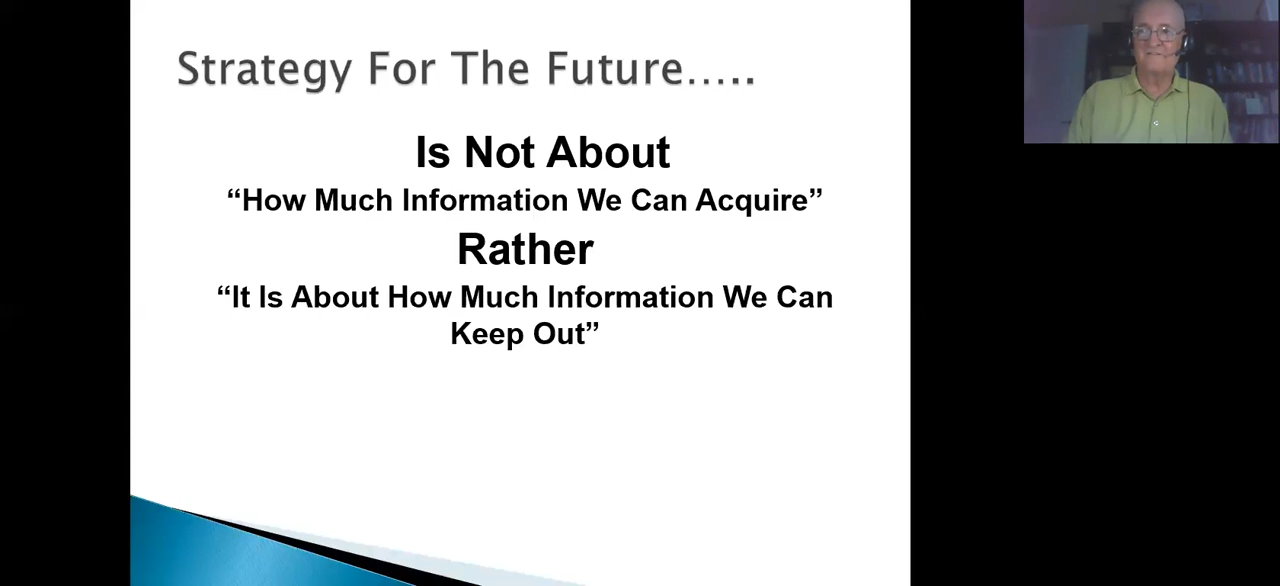 Strategy For The Future.....
Is Not About
“How Much Information We Can Acquire”
Rather
“It Is About How Much Information We Can
Keep Out”